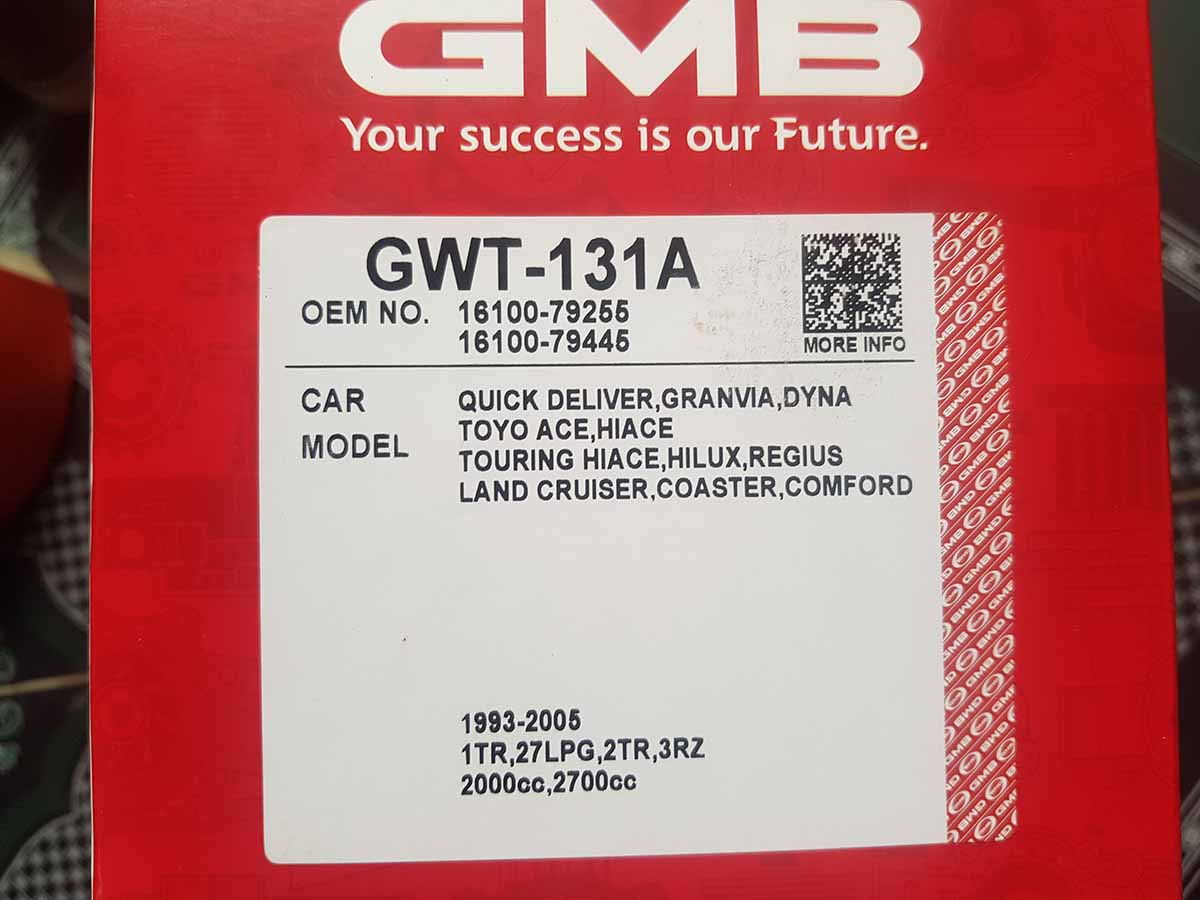 GMB
Your success is our Future.
GWT-131A
OEM NO. 16100-79255
16100-79445
MORE INFO
CAR MODEL
QUICK DELIVER,GRANVIA,DYNA
TOYO ACE,HIACE
TOURING HIACE,HILUX,REGIUS
LAND CRUISER,COASTER,COMFORD
1993-2005
1TR,27LPG,2TR,3RZ
2000cc,2700cc